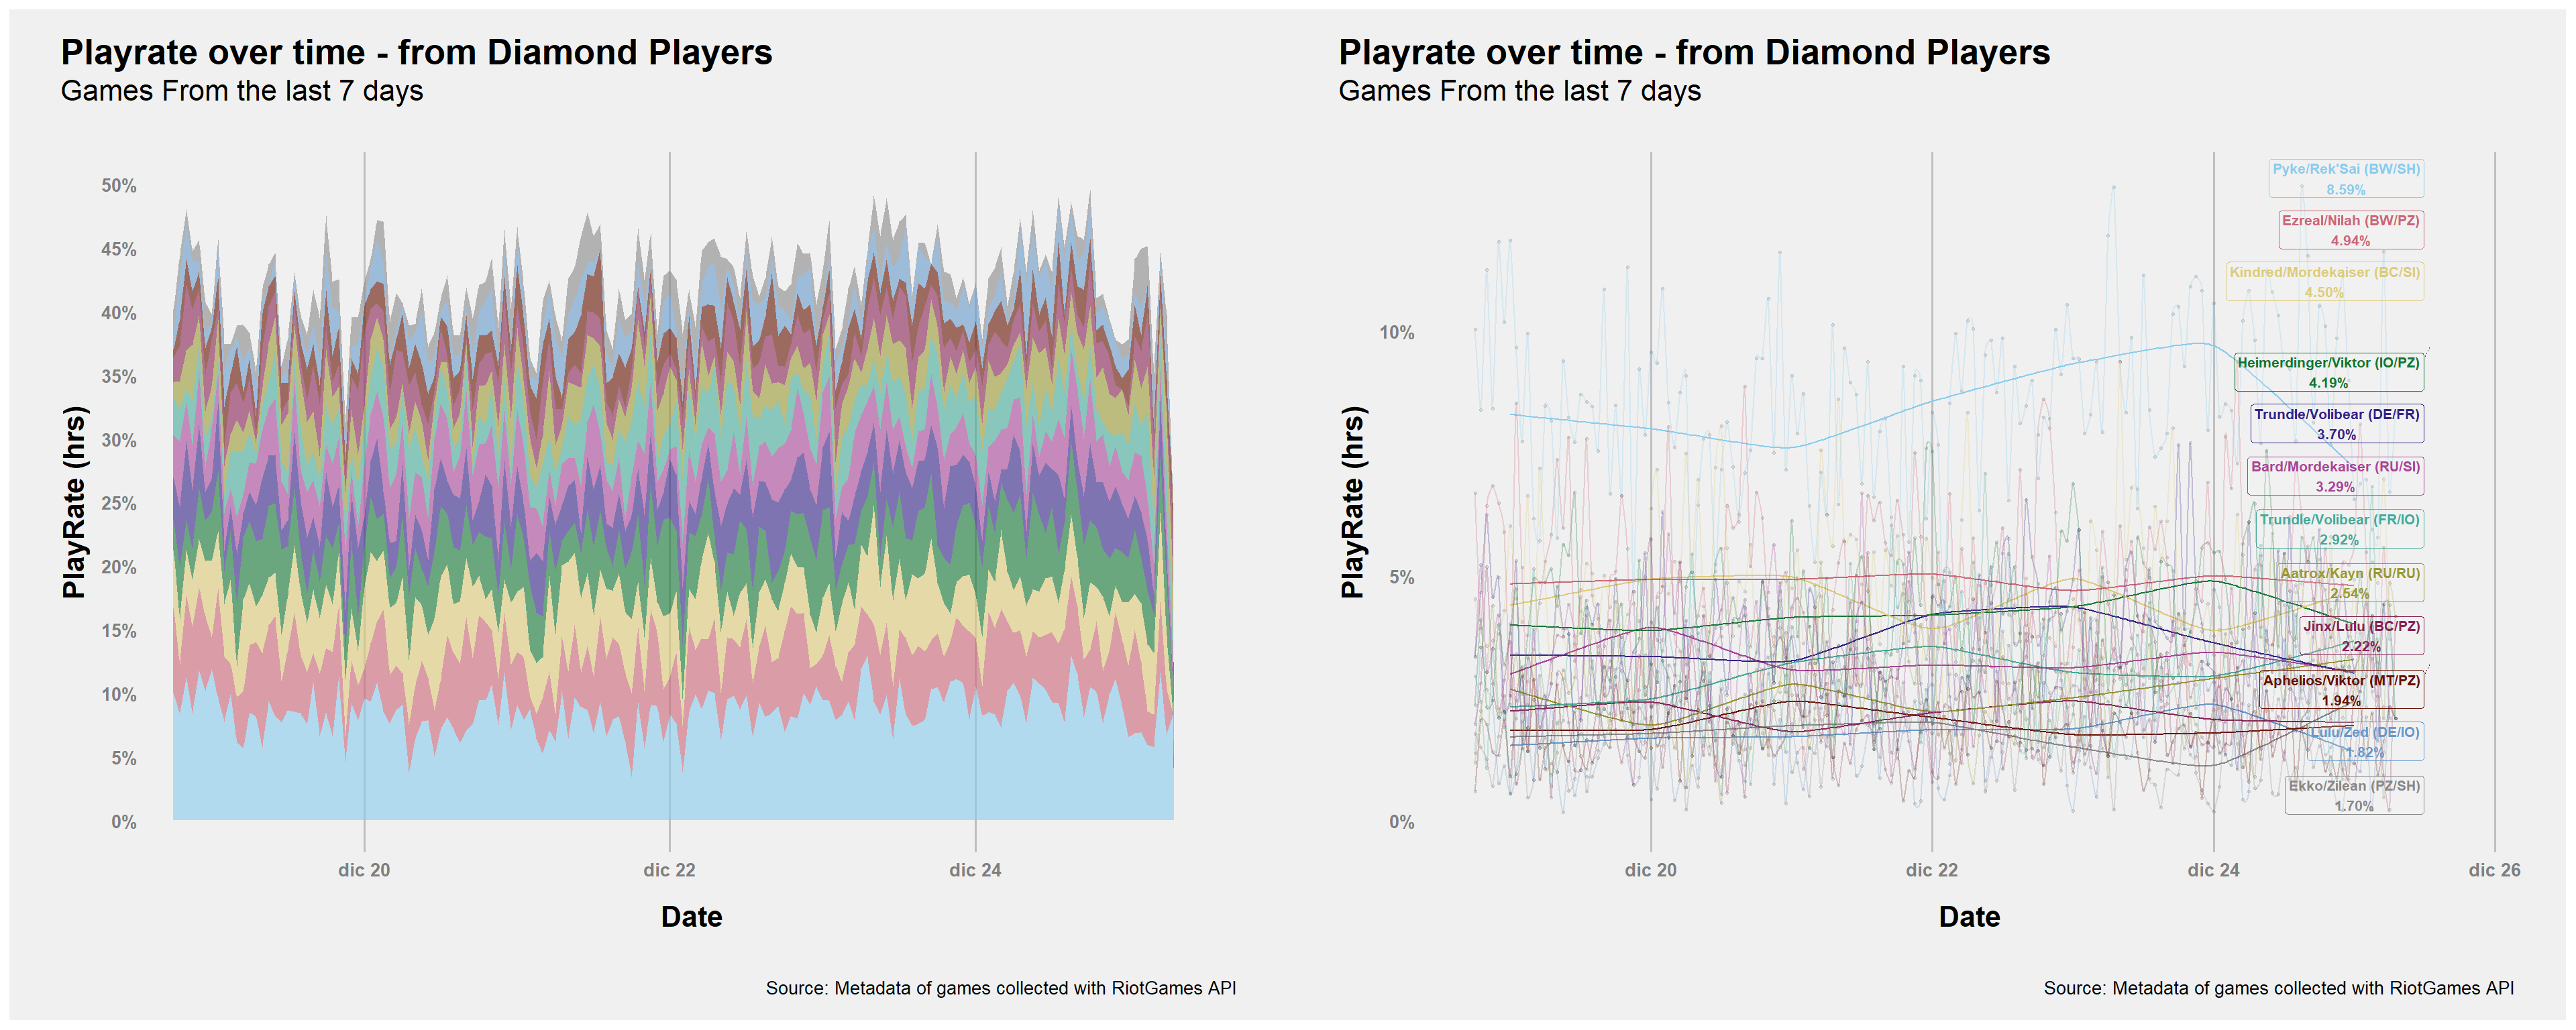 Playrate over time - from Diamond Players
Games From the last 7 days
50%
45%
40%
35%
30%
25%
20%
15%
10%
5%
0%
PlayRate (hrs)
dic 20
dic 22
dic 24
Date
Source: Metadata of games collected with RiotGames API
Playrate over time - from Diamond Players
Games From the last 7 days
10%
5%
0%
PlayRate (hrs)
Pyke/Rek'Sai (BW/SH)
8.59%
Ezreal/Nilah (BW/PZ)
4.94%
Kindred/Mordekaiser (BC/SI)
4.50%
Heimerdinger/Viktor (IO/PZ)
4.19%
Trundle/Volibear (DE/FR)
3.70%
Bard/Mordekaiser (RU/SI)
3.29%
Trundle/Volibear (FR/IO)
2.92%
Aatrox/Kayn (RU/RU)
2.54%
Jinx/Lulu (BC/PZ)
2.22%
Aphelios/Viktor (MT/PZ)
1.94%
Lulu/Zed (DE/IO)
1.82%
Ekko/Zilean (PZ/SH)
1.70%
dic 20
dic 22
dic 24
dic 26
Date
Source: Metadata of games collected with RiotGames API